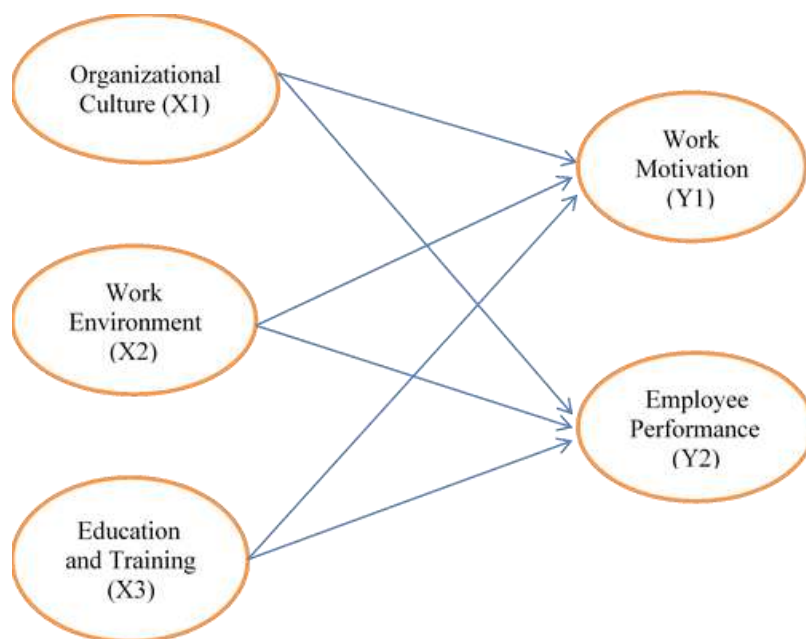 Organizational
Culture (X1)
Work
Motivation
(Y1)
Work
Environment
(X2)
Employee
Performance
(Y2)
Education
and Training
(X3)